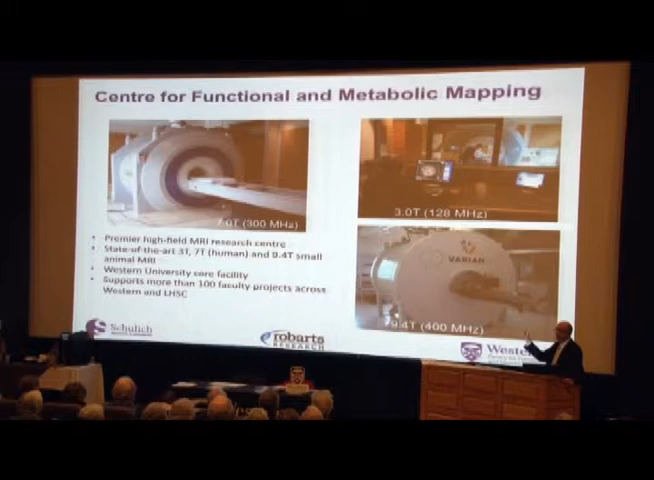 Centre for Functional and Metabolic Mapping
7.0T (300 MHz)
3.0T (128 MHz)
• Premier high-field MRI research centre
• State-of-the-art 3T, 7T (human) and 9.4T small
animal MRI
• Western University core facility
• Supports more than 100 faculty projects across
Western and LHSC
VARIAN
9.4T (400 MHz)
Schulich
robarts
RESEARCH